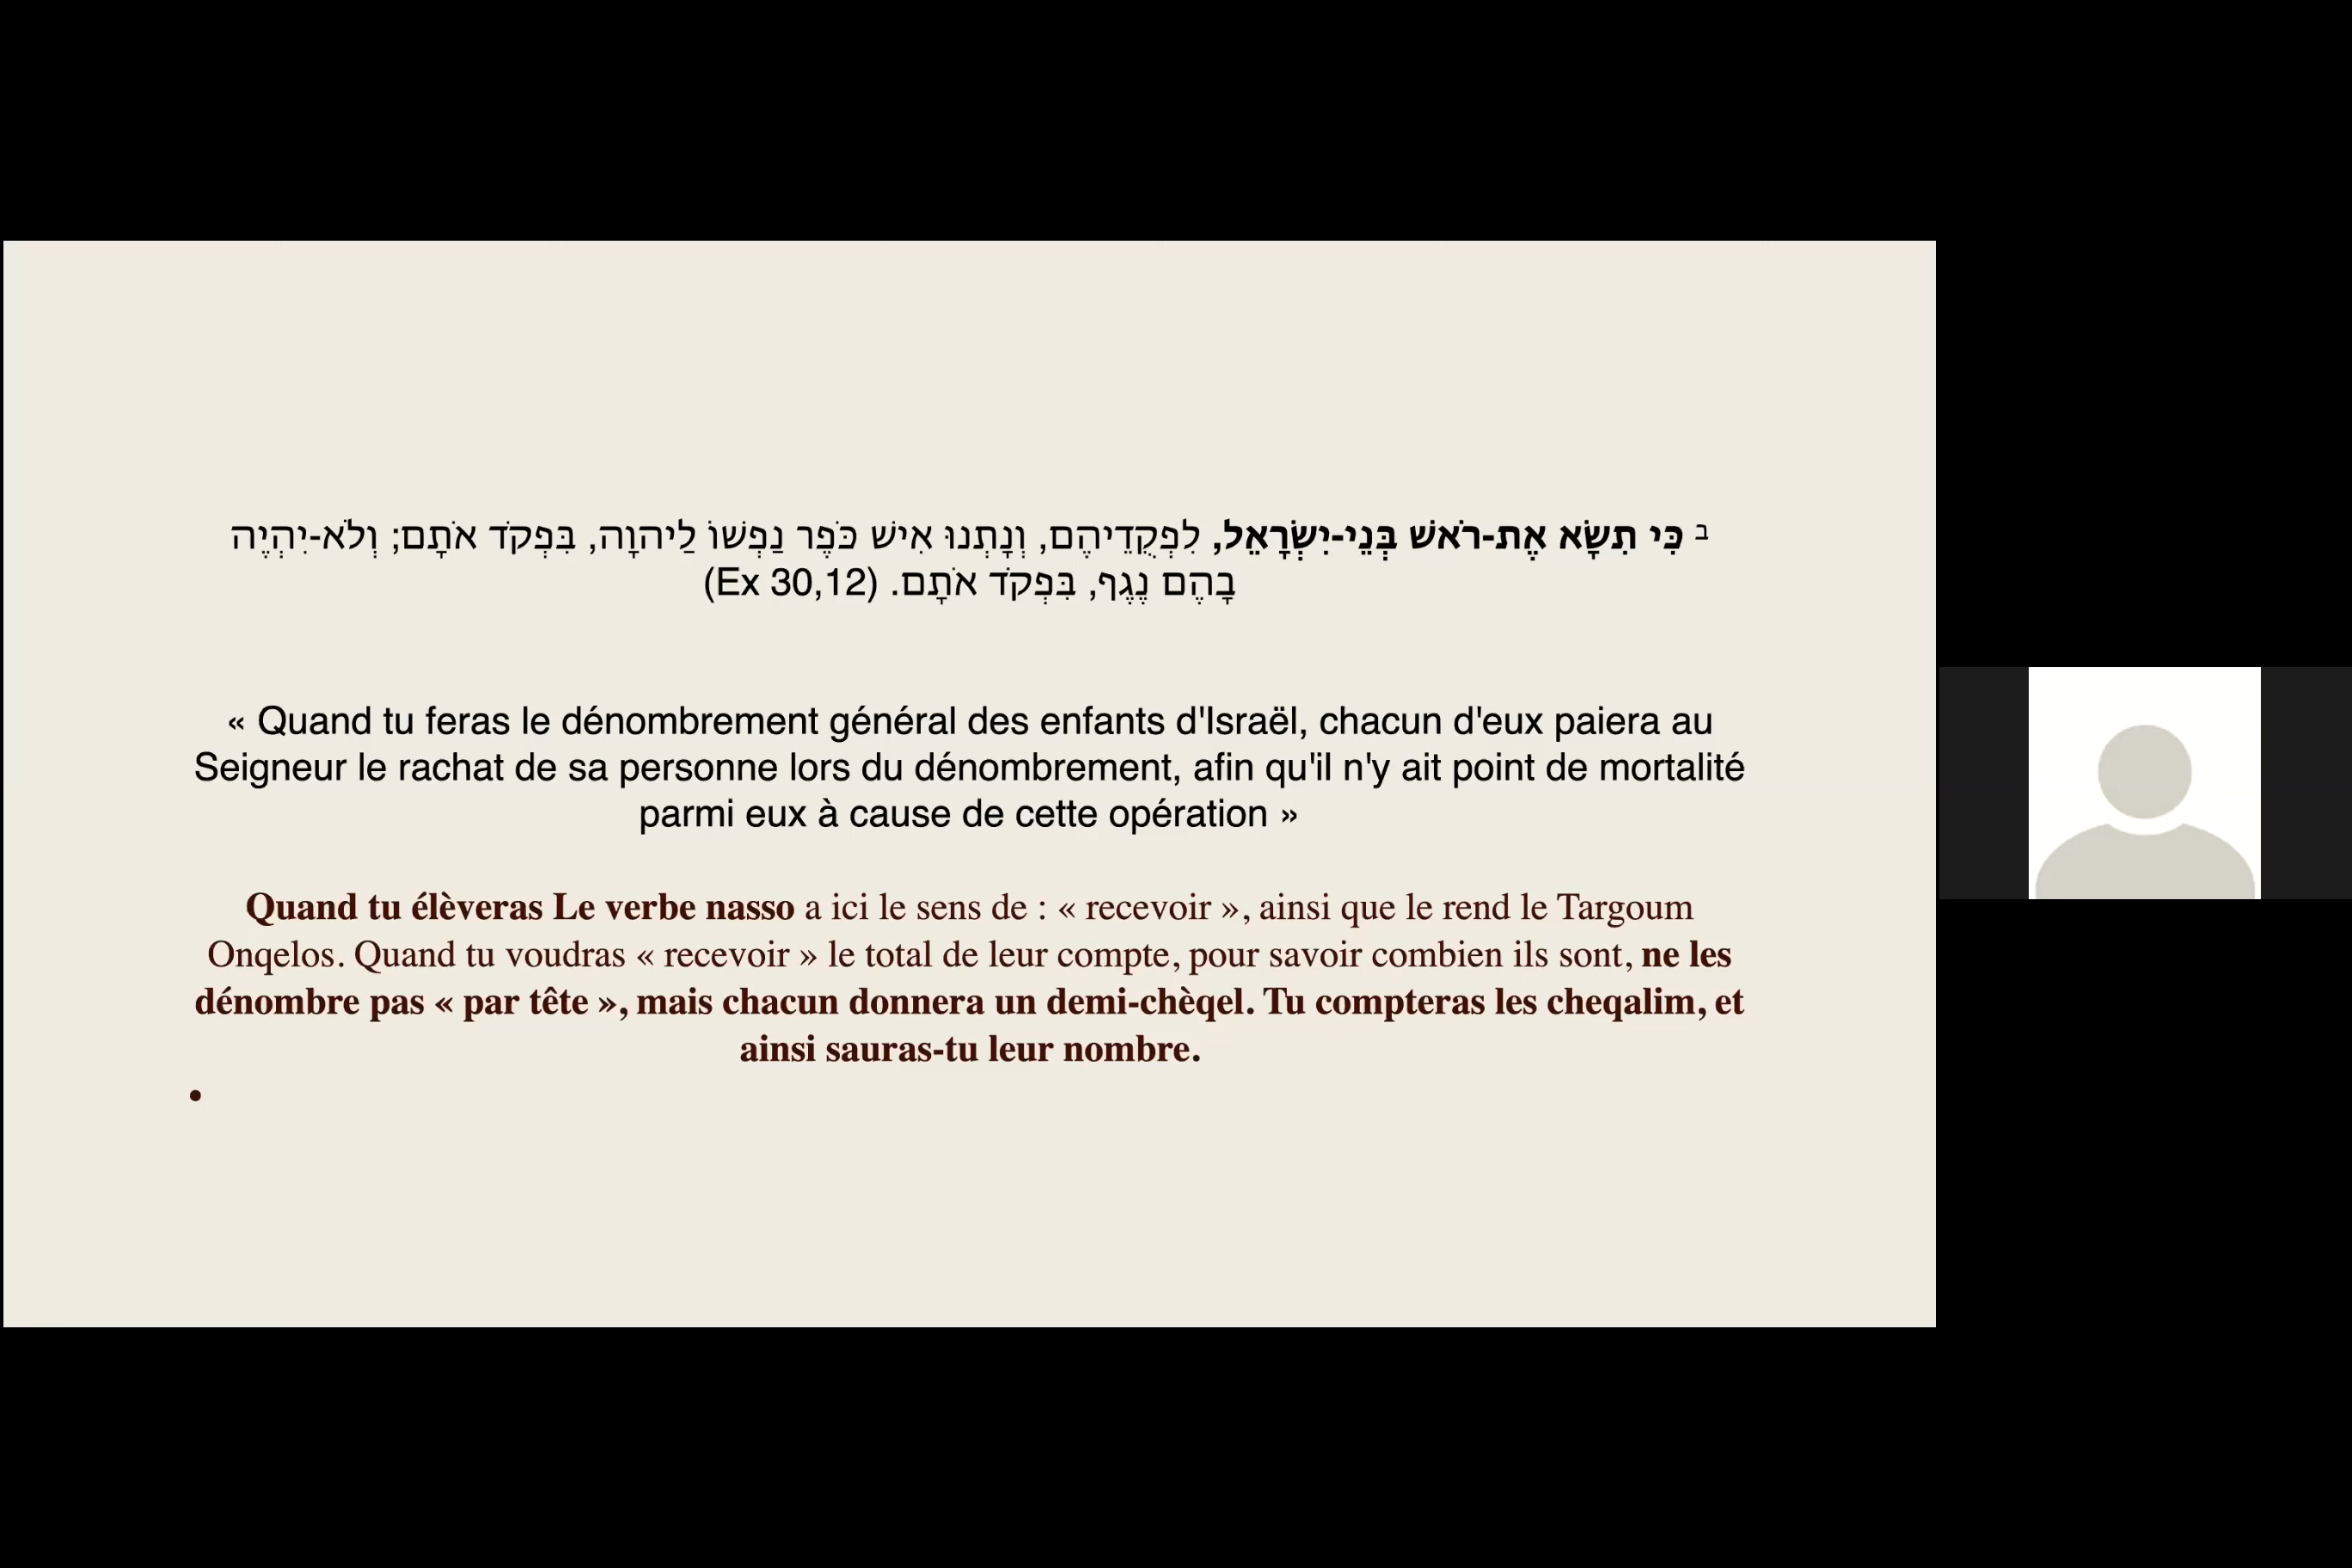 ב כִּי תִשָּׂא אֶת-רֹאשׁ בְּנֵי-יִשְׂרָאֵל, לִפְקֻדֵיהֶם, וְנָתְנוּ אִישׁ כֹּפֶר נַפְשׁוֹ לַיהוָה, בִּפְקֹד אֹתָם; וְלֹא-יִהְיֶה
בָהֶם נֶגֶף, בִּפְקֹד אֹתָם. (Ex 30,12)
« Quand tu feras le dénombrement général des enfants d'Israël, chacun d'eux paiera au
Seigneur le rachat de sa personne lors du dénombrement, afin qu'il n'y ait point de mortalité
parmi eux à cause de cette opération »
Quand tu élèveras Le verbe nasso a ici le sens de : « recevoir », ainsi que le rend le Targoum
Onqelos. Quand tu voudras « recevoir » le total de leur compte, pour savoir combien ils sont, ne les
dénombre pas « par tête », mais chacun donnera un demi-chèqel. Tu compteras les cheqalim, et
ainsi sauras-tu leur nombre.